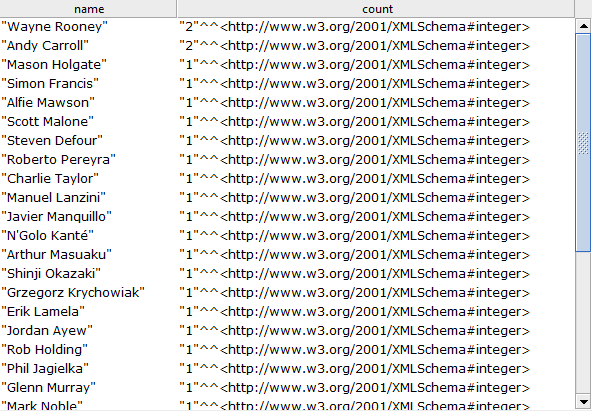 name count
"Wayne Rooney" "2"^^<http://www.w3.org/2001/XMLSchema#integer>
"Andy Carroll" "2"^^<http://www.w3.org/2001/XMLSchema#integer>
"Mason Holgate" "1"^^<http://www.w3.org/2001/XMLSchema#integer>
"Simon Francis" "1"^^<http://www.w3.org/2001/XMLSchema#integer>
"Alfie Mawson" "1"^^<http://www.w3.org/2001/XMLSchema#integer>
"Scott Malone" "1"^^<http://www.w3.org/2001/XMLSchema#integer>
"Steven Defour" "1"^^<http://www.w3.org/2001/XMLSchema#integer>
"Roberto Pereyra" "1"^^<http://www.w3.org/2001/XMLSchema#integer>
"Charlie Taylor" "1"^^<http://www.w3.org/2001/XMLSchema#integer>
"Manuel Lanzini" "1"^^<http://www.w3.org/2001/XMLSchema#integer>
"Javier Manquillo" "1"^^<http://www.w3.org/2001/XMLSchema#integer>
"N'Golo Kanté" "1"^^<http://www.w3.org/2001/XMLSchema#integer>
"Arthur Masuaku" "1"^^<http://www.w3.org/2001/XMLSchema#integer>
"Shinji Okazaki" "1"^^<http://www.w3.org/2001/XMLSchema#integer>
"Grzegorz Krychowiak" "1"^^<http://www.w3.org/2001/XMLSchema#integer>
"Erik Lamela" "1"^^<http://www.w3.org/2001/XMLSchema#integer>
"Jordan Ayew" "1"^^<http://www.w3.org/2001/XMLSchema#integer>
"Rob Holding" "1"^^<http://www.w3.org/2001/XMLSchema#integer>
"Phil Jagielka" "1"^^<http://www.w3.org/2001/XMLSchema#integer>
"Glenn Murray" "1"^^<http://www.w3.org/2001/XMLSchema#integer>
"Mark Noble" "1"^^<http://www.w3.org/2001/XMLSchema#integer>